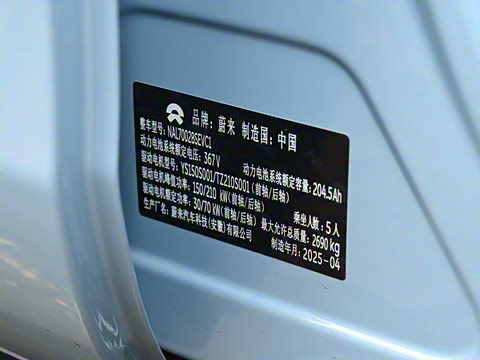 品牌：蔚来 制造国：中国
整车型号：NAL7002BSEVC1
动力电池系统额定电压：367V 动力电池系统额定容量：204.5Ah
驱动电机型号：YS150S001/TZ210S001（前轴/后轴）
驱动电机峰值功率：150/210 kW（前轴/后轴） 乘坐人数：5人
驱动电机额定功率：30/70 kW（前轴/后轴） 最大允许总质量：2690kg
生产厂名：蔚来汽车科技(安徽)有限公司 制造年月：2025-04